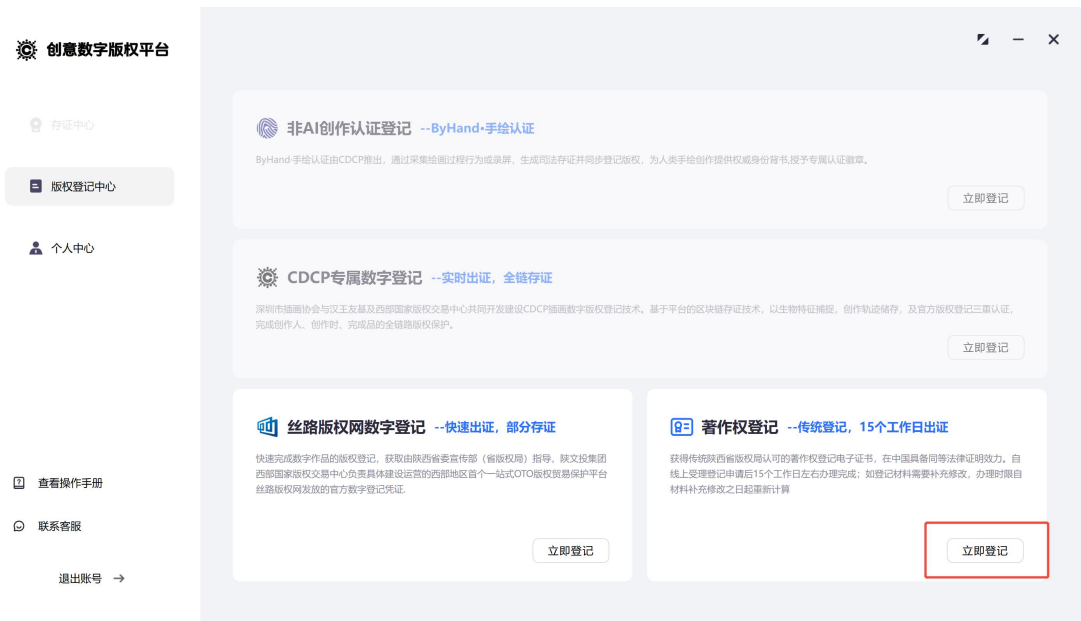 创意数字版权平台
存证中心
版权登记中心
个人中心
查看操作手册
联系客服
退出账号
非AI创作认证登记 --ByHand·手绘认证
ByHand·手绘认证由CDCP推出，通过采集绘画过程行为或录屏，生成司法存证并同步登记版权，为人类手绘创作提供权威身份背书,授予专属认证徽章。
立即登记
CDCP专属数字登记 --实时出证，全链存证
深圳市插画协会与汉王友基及西部国家版权交易中心共同开发建设CDCP插画数字版权登记技术。基于平台的区块链存证技术，以生物特征捕捉，创作轨迹储存，及官方版权登记三重认证，
完成创作人、创作时、完成品的全链路版权保护。
立即登记
丝路版权网数字登记 --快速出证，部分存证
快速完成数字作品的版权登记，获取由陕西省委宣传部（省版权局）指导，陕文投集团
西部国家版权交易中心负责具体建设运营的西部地区首个一站式OTO版权贸易保护平台
丝路版权网发放的官方数字登记凭证.
立即登记
著作权登记 --传统登记，15个工作日出证
获得传统陕西省版权局认可的著作权登记电子证书，在中国具备同等法律证明效力。自
线上受理登记申请后15个工作日左右办理完成；如登记材料需要补充修改，办理时限自
材料补充修改之日起重新计算
立即登记